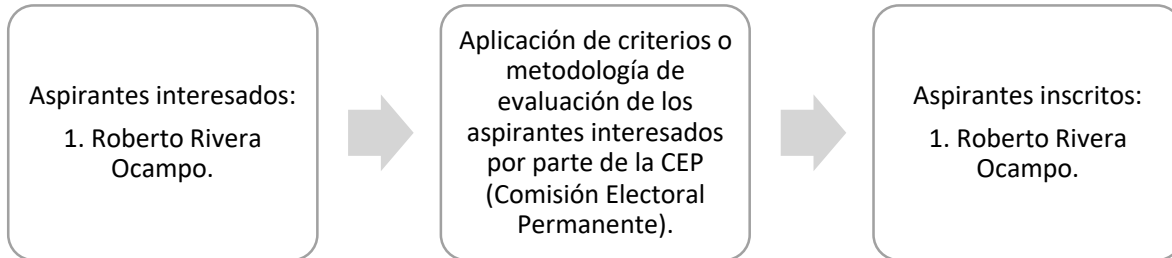 Aspirantes interesados:
1. Roberto Rivera
Ocampo.
Aplicación de criterios o
metodología de
evaluación de los
aspirantes interesados
por parte de la CEP
(Comisión Electoral
Permanente).
Aspirantes inscritos:
1. Roberto Rivera
Ocampo.